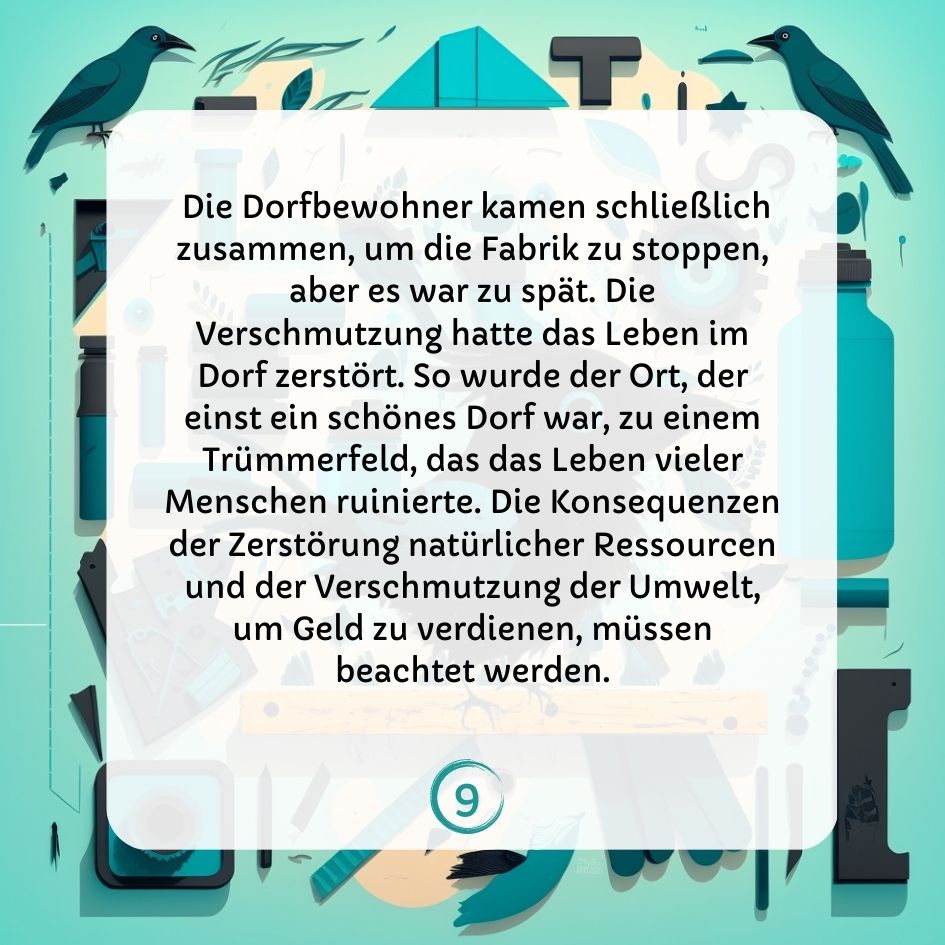 Die Dorfbewohner kamen schließlich
zusammen, um die Fabrik zu stoppen,
aber es war zu spät. Die
Verschmutzung hatte das Leben im
Dorf zerstört. So wurde der Ort, der
einst ein schönes Dorf war, zu einem
Trümmerfeld, das das Leben vieler
Menschen ruinierte. Die Konsequenzen
der Zerstörung natürlicher Ressourcen
und der Verschmutzung der Umwelt,
um Geld zu verdienen, müssen
beachtet werden.
9